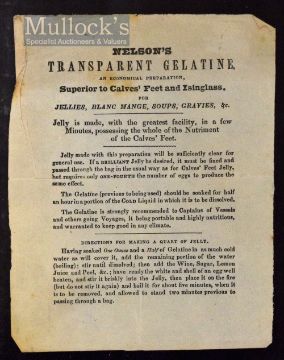 Mullock's
Specialist Auctioneers & Valuers
NELSON'S
TRANSPARENT GELATINE,
AN ECONOMICAL PREPARATION,
Superior to Calves' Feet and Isinglass,
FOR
JELLIES, BLANC MANGE, SOUPS, GRAVIES, &c.
Jelly is made, with the greatest facility, in a few
Minutes, possessing the whole of the Nutriment
of the Calves' Feet.
Jelly made with this preparation will be sufficiently clear for
general use. If a BRILLIANT Jelly be desired, it must be fined and
passed through the bag in the usual way as for Calves' Feet Jelly,
but requires only ONE-FOURTH the number of eggs to produce the
same effect.
The Gelatine (previous to being used) should be soaked for half
an hour in a portion of the COLD LIQUID in which it is to be dissolved.
The Gelatine is strongly recommended to Captains of Vessels
and others going Voyages, it being portable and highly nutritious,
and warranted to keep good in any climate.
DIRECTIONS FOR MAKING A QUART OF JELLY.
Having soaked One Ounce and a Half of Gelatine in as much cold
water as will cover it, add the remaining portion of the water
(boiling); stir until dissolved; then add the Wine, Sugar, Lemon
Juice and Peel, &c.; have ready the white and shell of an egg well
beaten, and stir it briskly into the Jelly, then place it on the fire
(but do not stir it again) and boil it for about five minutes, when it
is to be removed, and allowed to stand two minutes previous to
passing through a bag.